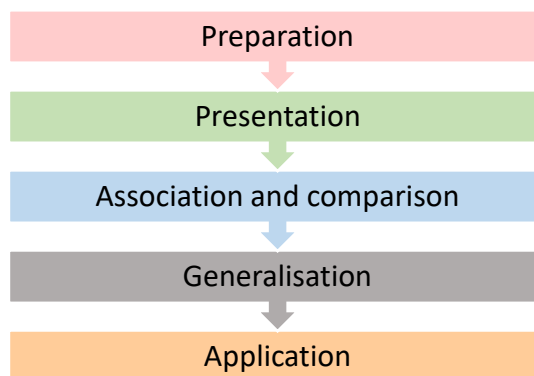 Preparation
Presentation
Association and comparison
Generalisation
Application